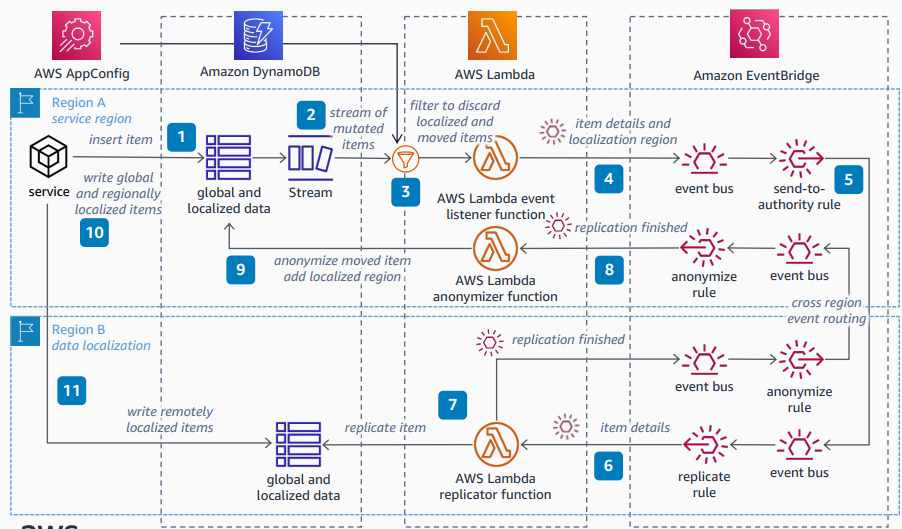 AWS AppConfig
Amazon DynamoDB
AWS Lambda
Amazon EventBridge
Region A
service region
insert item
1
2
stream of
mutated
items
filter to discard
localized and
moved items
item details and
localization region
service
write global
and regionally
localized items
10
global and
localized data
Stream
3
AWS Lambda event
listener function
4
event bus
send-to-
authority rule
5
9
anonymize moved item
add localized region
AWS Lambda
anonymizer function
replication finished
8
anonymize
rule
event bus
cross region
event routing
Region B
data localization
replication finished
event bus
anonymize
rule
11
write remotely
localized items
7
replicate item
item details
global and
localized data
AWS Lambda
replicator function
6
replicate
rule
event bus
aws